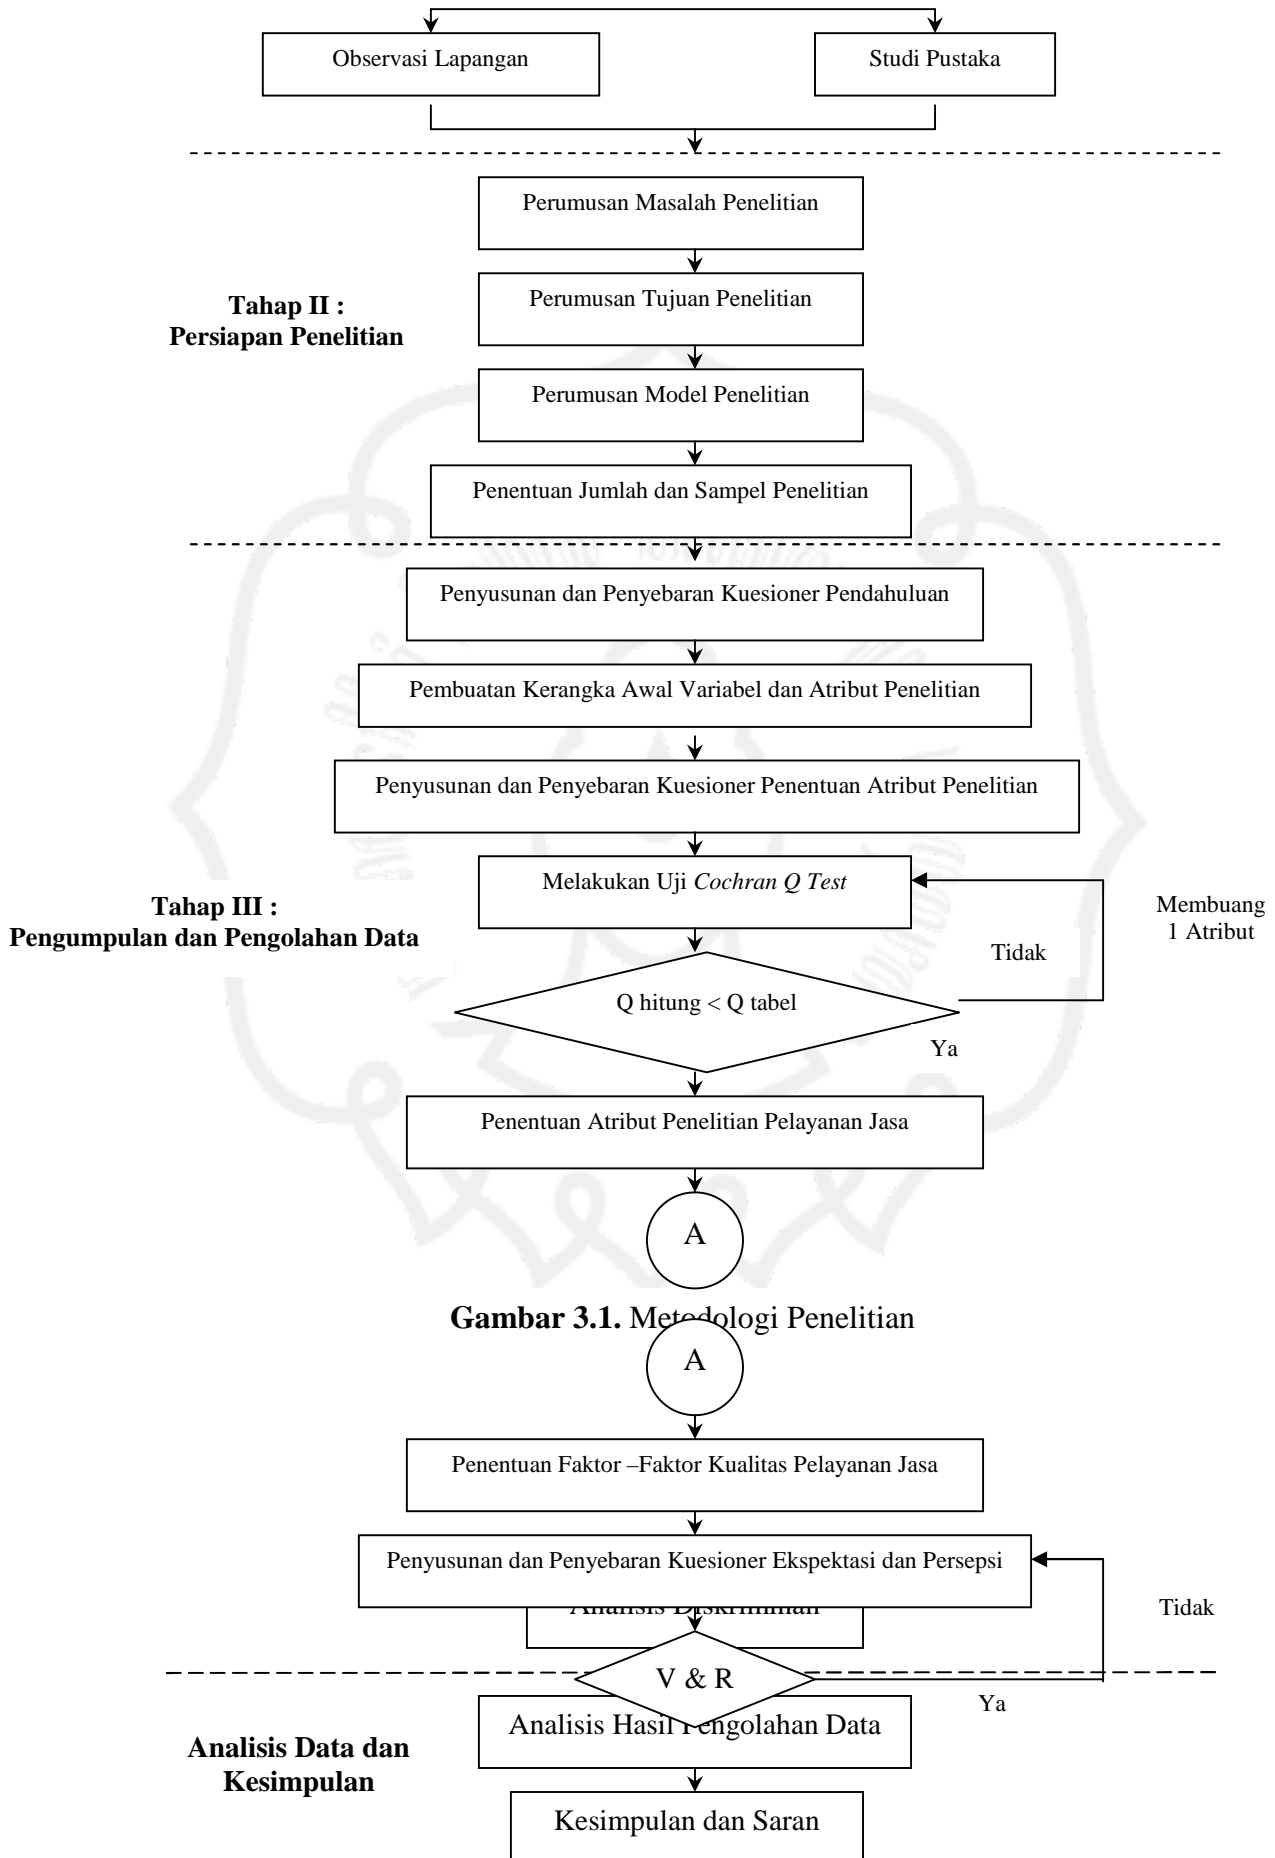 Observasi Lapangan
Studi Pustaka
Perumusan Masalah Penelitian
Tahap II :
Persiapan Penelitian
Perumusan Tujuan Penelitian
Perumusan Model Penelitian
Penentuan Jumlah dan Sampel Penelitian
Penyusunan dan Penyebaran Kuesioner Pendahuluan
Pembuatan Kerangka Awal Variabel dan Atribut Penelitian
Penyusunan dan Penyebaran Kuesioner Penentuan Atribut Penelitian
Melakukan Uji Cochran Q Test
Tahap III :
Pengumpulan dan Pengolahan Data
Membuang
1 Atribut
Tidak
Q hitung < Q tabel
Ya
Penentuan Atribut Penelitian Pelayanan Jasa
A
Gambar 3.1. Metodologi Penelitian
A
Penentuan Faktor –Faktor Kualitas Pelayanan Jasa
Penyusunan dan Penyebaran Kuesioner Ekspektasi dan Persepsi
Tidak
Analisis Diskriminan
V & R
Ya
Analisis Hasil Pengolahan Data
Analisis Data dan
Kesimpulan
Kesimpulan dan Saran